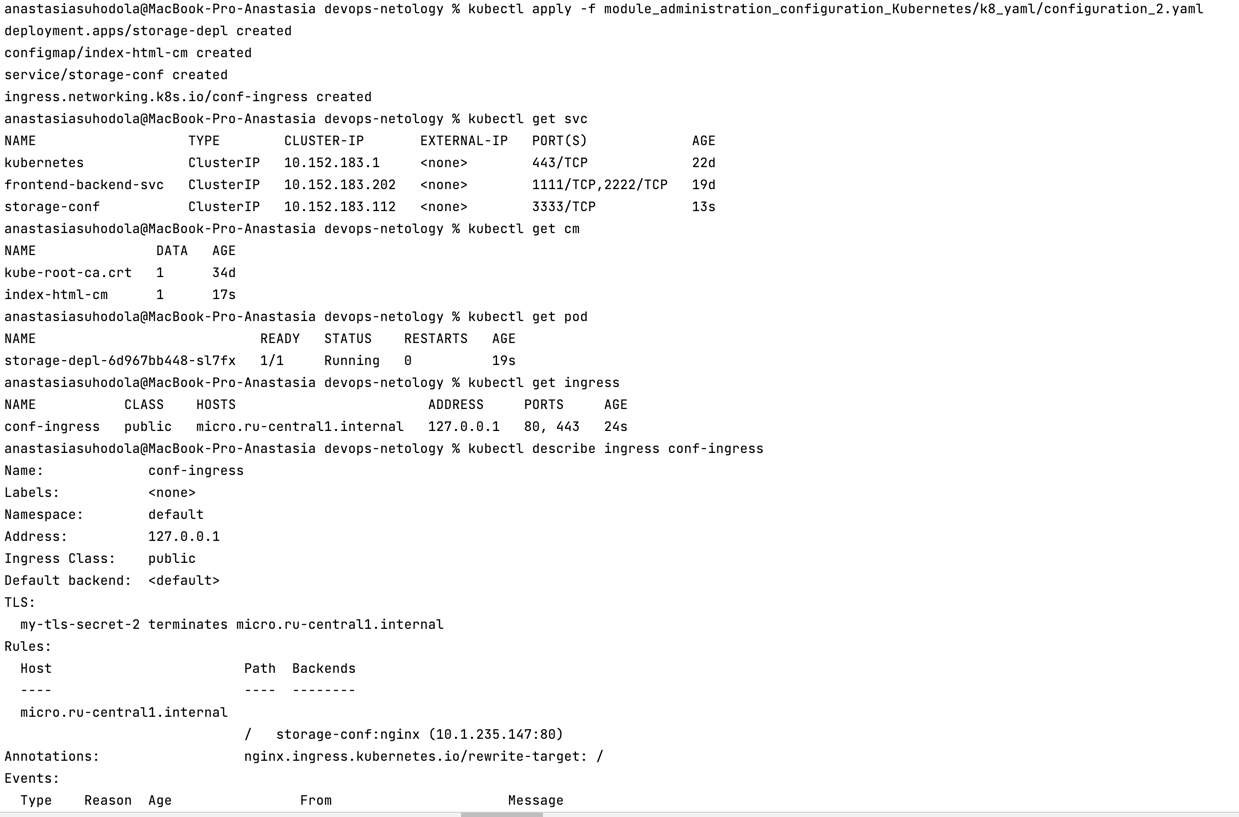 anastasiasuhodola@MacBook-Pro-Anastasia devops-netology % kubectl apply -f module_administration_configuration_Kubernetes/k8_yaml/configuration_2.yaml
deployment.apps/storage-depl created
configmap/index-html-cm created
service/storage-conf created
ingress.networking.k8s.io/conf-ingress created
anastasiasuhodola@MacBook-Pro-Anastasia devops-netology % kubectl get svc
NAME                   TYPE        CLUSTER-IP       EXTERNAL-IP   PORT(S)             AGE
kubernetes             ClusterIP   10.152.183.1     <none>        443/TCP             22d
frontend-backend-svc   ClusterIP   10.152.183.202   <none>        1111/TCP,2222/TCP   19d
storage-conf           ClusterIP   10.152.183.112   <none>        3333/TCP            13s
anastasiasuhodola@MacBook-Pro-Anastasia devops-netology % kubectl get cm
NAME               DATA   AGE
kube-root-ca.crt   1      34d
index-html-cm      1      17s
anastasiasuhodola@MacBook-Pro-Anastasia devops-netology % kubectl get pod
NAME                            READY   STATUS    RESTARTS   AGE
storage-depl-6d967bb448-sl7fx   1/1     Running   0          19s
anastasiasuhodola@MacBook-Pro-Anastasia devops-netology % kubectl get ingress
NAME           CLASS    HOSTS                        ADDRESS     PORTS     AGE
conf-ingress   public   micro.ru-central1.internal   127.0.0.1   80, 443   24s
anastasiasuhodola@MacBook-Pro-Anastasia devops-netology % kubectl describe ingress conf-ingress
Name:             conf-ingress
Labels:           <none>
Namespace:        default
Address:          127.0.0.1
Ingress Class:    public
Default backend:  <default>
TLS:
  my-tls-secret-2 terminates micro.ru-central1.internal
Rules:
  Host                        Path  Backends
  ----                        ----  --------
  micro.ru-central1.internal
                              /   storage-conf:nginx (10.1.235.147:80)
Annotations:                  nginx.ingress.kubernetes.io/rewrite-target: /
Events:
  Type    Reason  Age                From                      Message